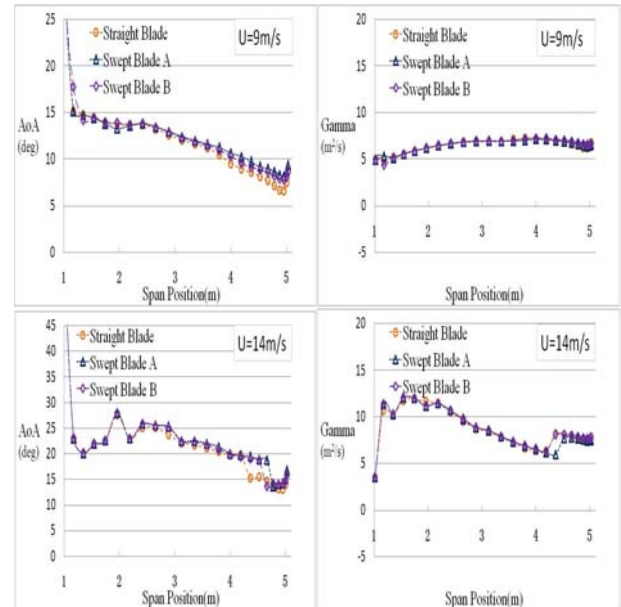 25
20
15
10
5
0
AoA
(deg)
Straight Blade
Swept Blade A
Swept Blade B
U=9m/s
1 2 3 4 5
Span Position(m)
20
15
10
5
0
-5
Gamma
(m²/s)
Straight Blade
Swept Blade A
Swept Blade B
U=9m/s
1 2 3 4 5
Span Position(m)
45
40
35
30
25
20
15
10
5
0
AoA
(deg)
Straight Blade
Swept Blade A
Swept Blade B
U=14m/s
1 2 3 4 5
Span Position(m)
20
15
10
5
0
-5
Gamma
(m²/s)
Straight Blade
Swept Blade A
Swept Blade B
U=14m/s
1 2 3 4 5
Span Position(m)